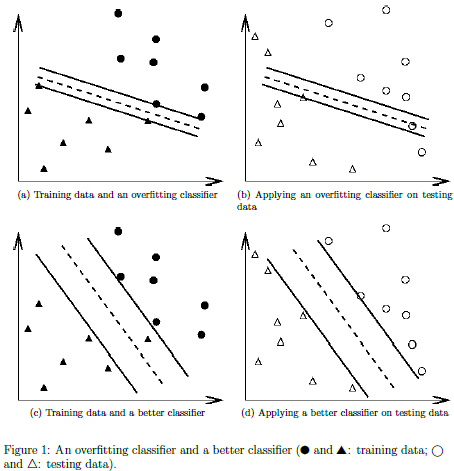 (a) Training data and an overfitting classifier
(b) Applying an overfitting classifier on testing
data
(c) Training data and a better classifier
(d) Applying a better classifier on testing data
Figure 1: An overfitting classifier and a better classifier (● and ▲: training data; ○
and △: testing data).